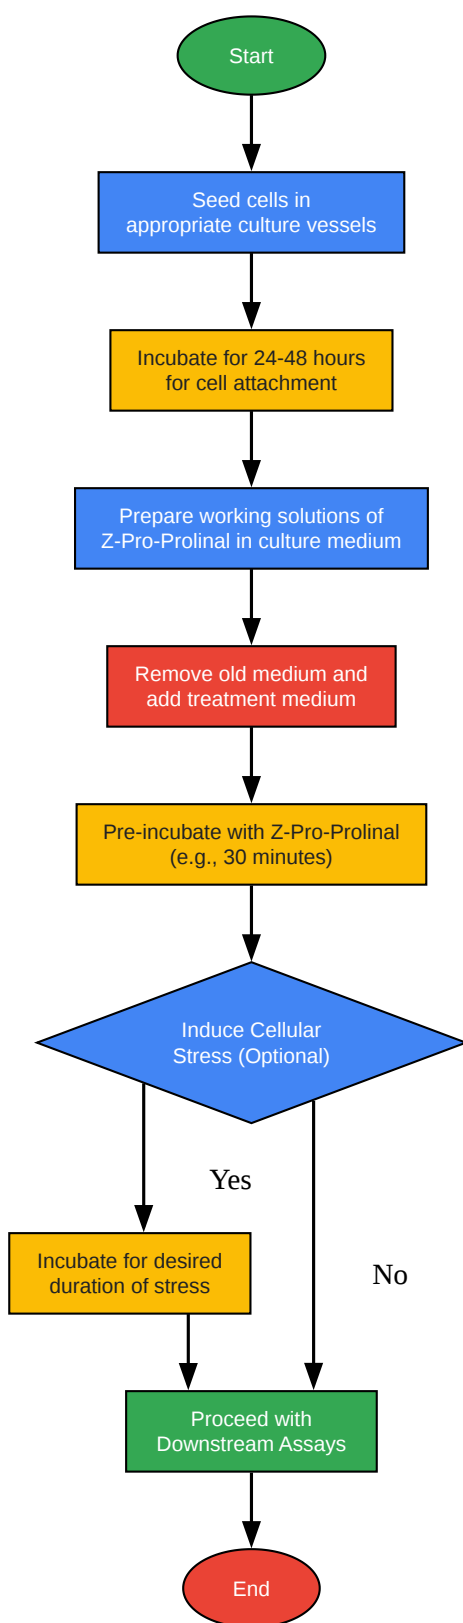 Start
Seed cells in
appropriate culture vessels
Incubate for 24-48 hours
for cell attachment
Prepare working solutions of
Z-Pro-Prolinal in culture medium
Remove old medium and
add treatment medium
Pre-incubate with Z-Pro-Prolinal
(e.g., 30 minutes)
Induce Cellular
Stress (Optional)
Yes
Incubate for desired
duration of stress
No
Proceed with
Downstream Assays
End